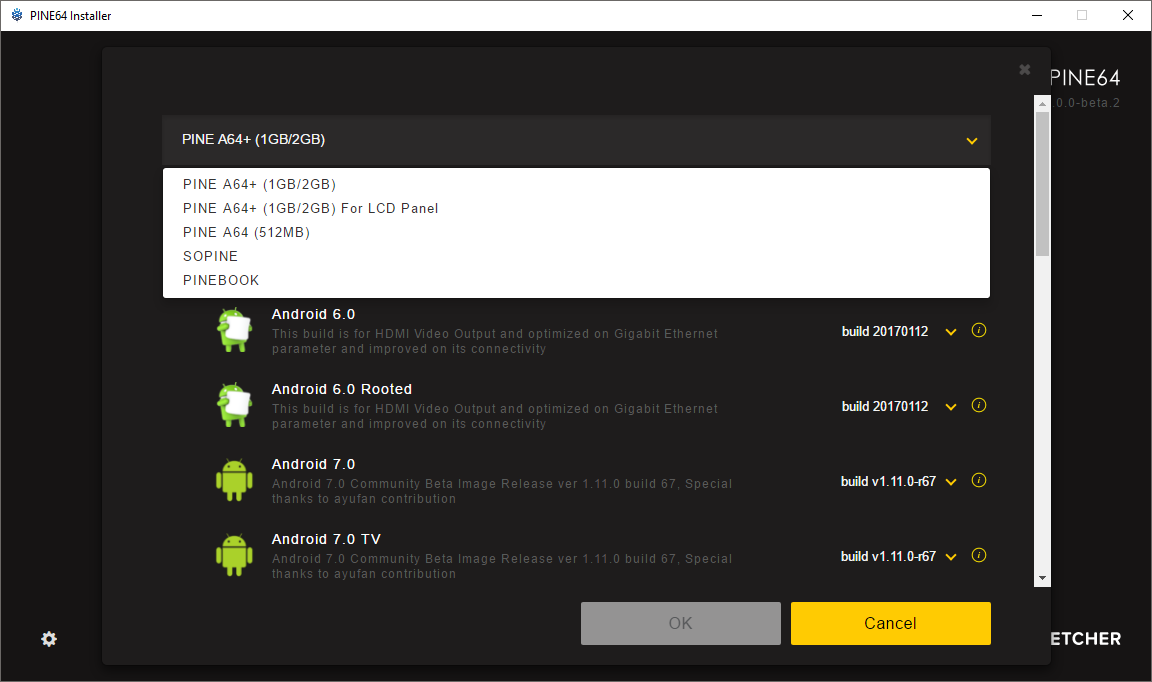 PINE64 Installer
PINE64
.0.0-beta.2
PINE A64+ (1GB/2GB)
PINE A64+ (1GB/2GB)
PINE A64+ (1GB/2GB) For LCD Panel
PINE A64 (512MB)
SOPINE
PINEBOOK
Android 6.0
This build is for HDMI Video Output and optimized on Gigabit Ethernet
parameter and improved on its connectivity
build 20170112
Android 6.0 Rooted
This build is for HDMI Video Output and optimized on Gigabit Ethernet
parameter and improved on its connectivity
build 20170112
Android 7.0
Android 7.0 Community Beta Image Release ver 1.11.0 build 67, Special
thanks to ayufan contribution
build v1.11.0-r67
Android 7.0 TV
Android 7.0 Community Beta Image Release ver 1.11.0 build 67, Special
thanks to ayufan contribution
build v1.11.0-r67
OK
Cancel
ETCHER